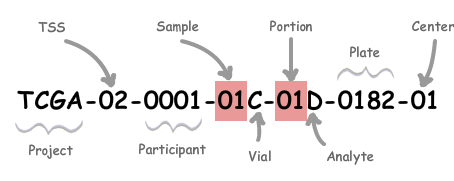 TSS Sample Portion Center
Plate
TCGA-02-0001-01C-01D-0182-01
Project Participant Vial Analyte